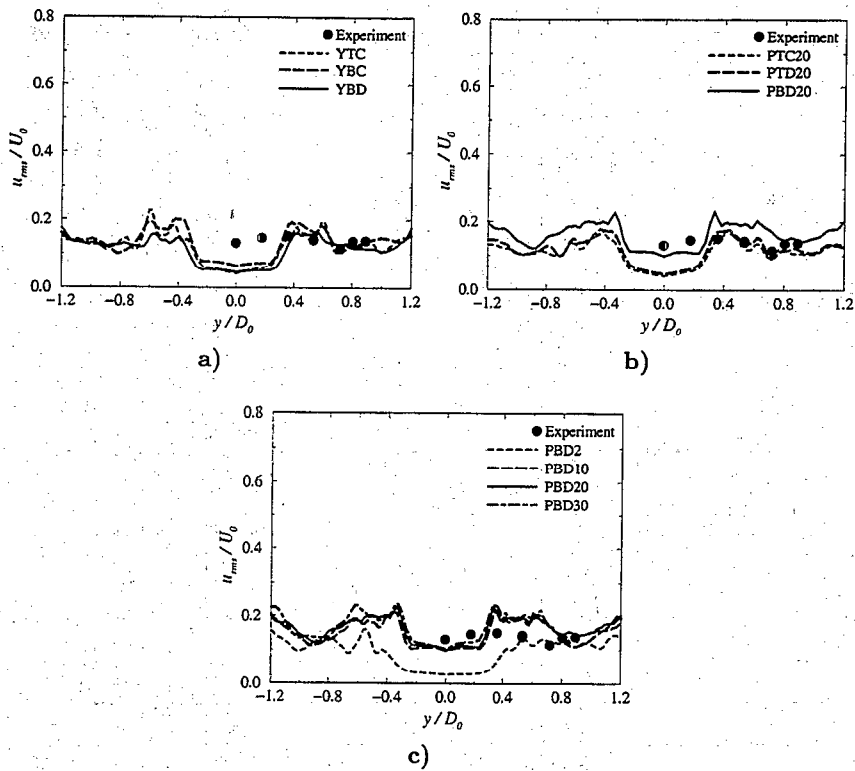 0.8
0.6
0.4
0.2
0.0
u_rms / U_0
Experiment
YTC
YBC
YBD
-1.2 -0.8 -0.4 0.0 0.4 0.8 1.2
y / D_0
a)
0.8
0.6
0.4
0.2
0.0
u_rms / U_0
Experiment
PTC20
PTD20
PBD20
-1.2 -0.8 -0.4 0.0 0.4 0.8 1.2
y / D_0
b)
0.8
0.6
0.4
0.2
0.0
u_rms / U_0
Experiment
PBD2
PBD10
PBD20
PBD30
-1.2 -0.8 -0.4 0.0 0.4 0.8 1.2
y / D_0
c)